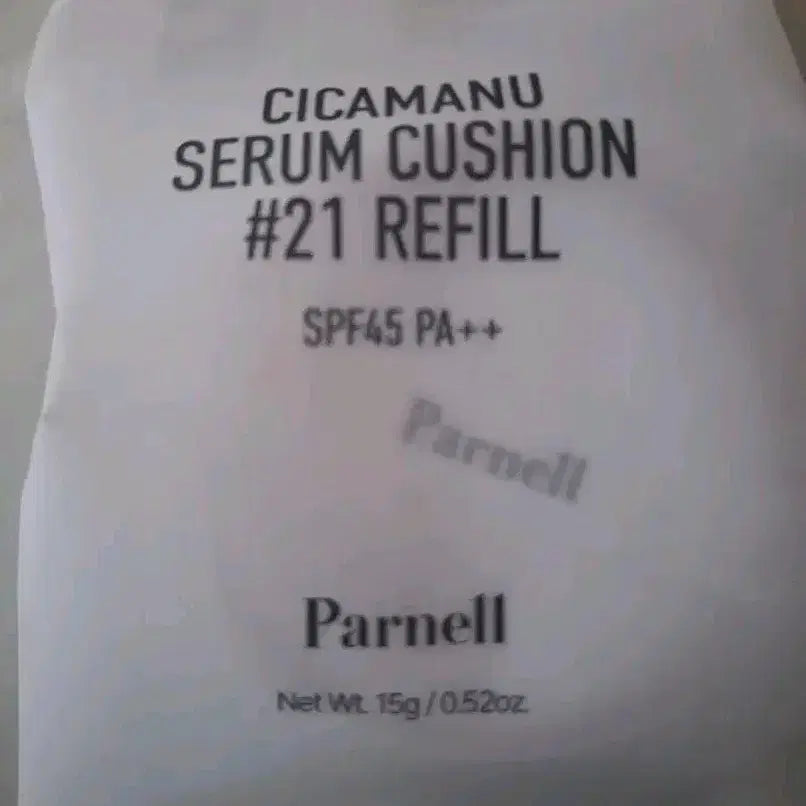 CICAMANU
SERUM CUSHION
#21 REFILL
SPF45 PA++
Parnell
Parnell
Net Wt. 15g / 0.52oz